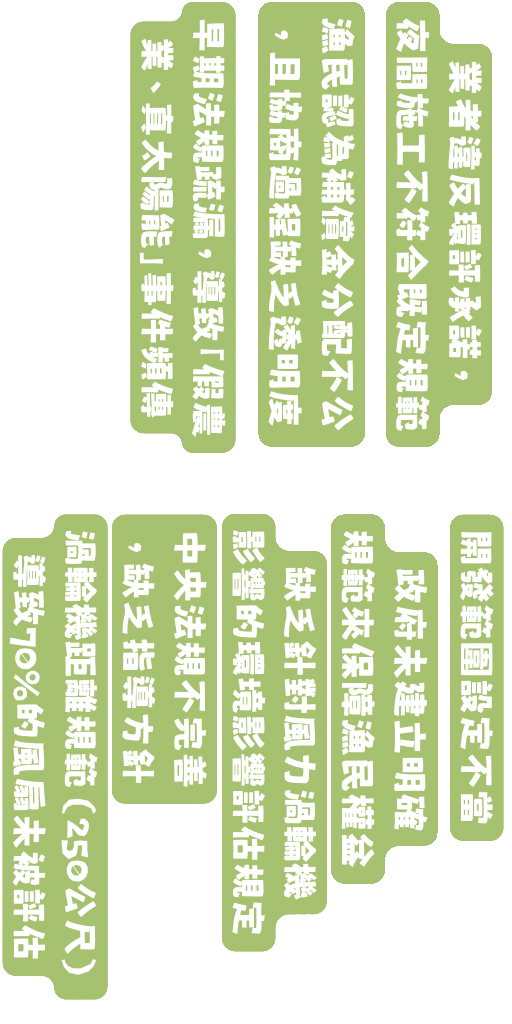 業者違反環評承諾，
夜間施工不符合既定規範
漁民認為補償金分配不公
，且協商過程缺乏透明度
早期法規疏漏，導致「假農
業、真太陽能」事件頻傳
開發範圍設定不當
政府未建立明確
規範來保障漁民權益
缺乏針對風力渦輪機
影響的環境影響評估規定
中央法規不完善
，缺乏指導方針
渦輪機距離規範(250公尺)
導致70%的風扇未被評估